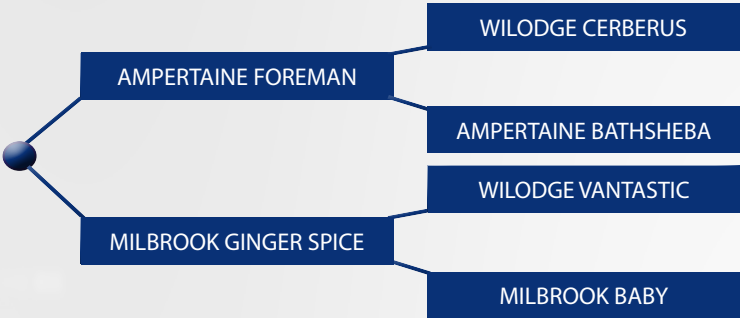 WILODGE CERBERUS
AMPERTAINE FOREMAN
AMPERTAINE BATHSHEBA
WILODGE VANTASTIC
MILBROOK GINGER SPICE
MILBROOK BABY